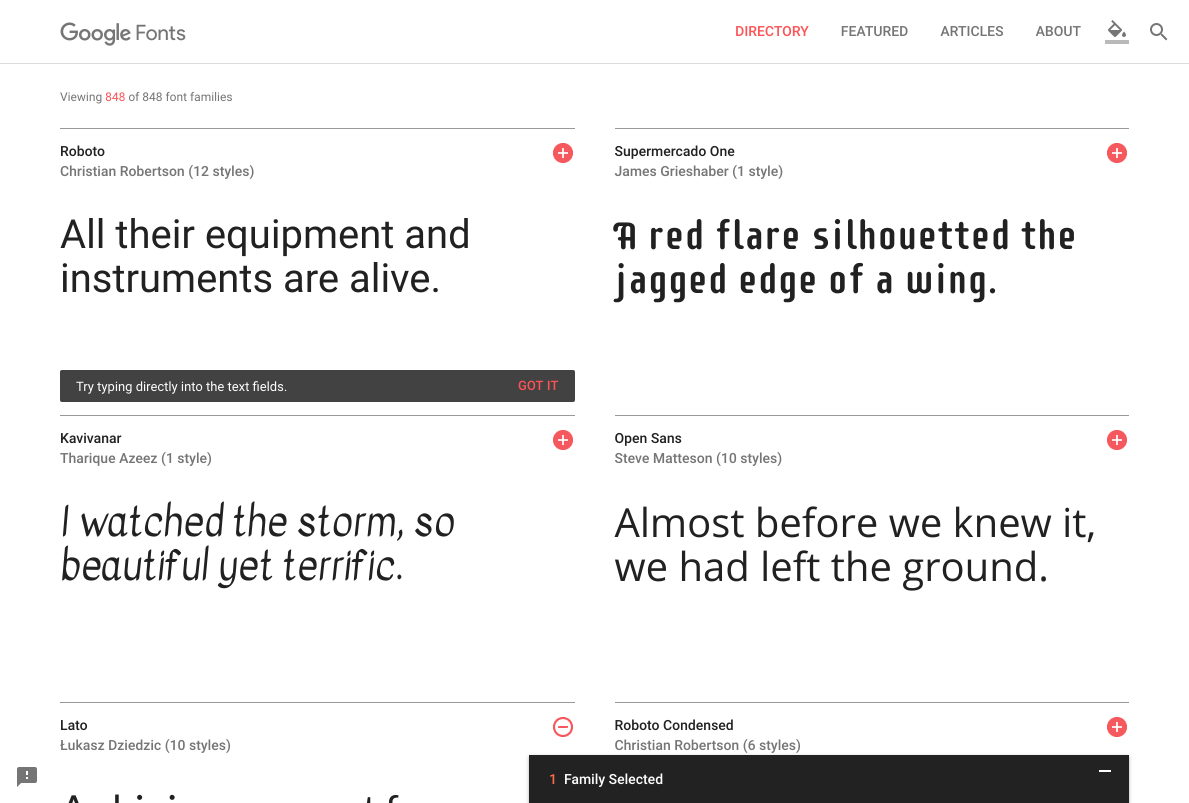 Google Fonts
DIRECTORY FEATURED ARTICLES ABOUT
Viewing 848 of 848 font families
Roboto
Christian Robertson (12 styles)
All their equipment and
instruments are alive.
Try typing directly into the text fields.
GOT IT
Supermercado One
James Grieshaber (1 style)
A red flare silhouetted the
jagged edge of a wing.
Kavivanar
Tharique Azeez (1 style)
I watched the storm, so
beautiful yet terrific.
Open Sans
Steve Matteson (10 styles)
Almost before we knew it,
we had left the ground.
Lato
Łukasz Dziedzic (10 styles)
Roboto Condensed
Christian Robertson (6 styles)
1 Family Selected